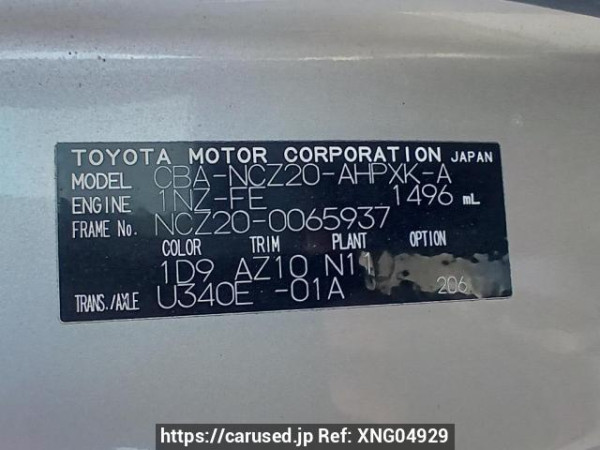 TOYOTA MOTOR CORPORATION JAPAN
MODEL CBA-NCZ20-AHPXK-A
ENGINE 1NZ-FE 1496 mL
FRAME No. NCZ20-0065937
COLOR TRIM PLANT OPTION
1D9 AZ10 N11
TRANS./AXLE U340E -01A 206
https://carused.jp Ref: XNG04929